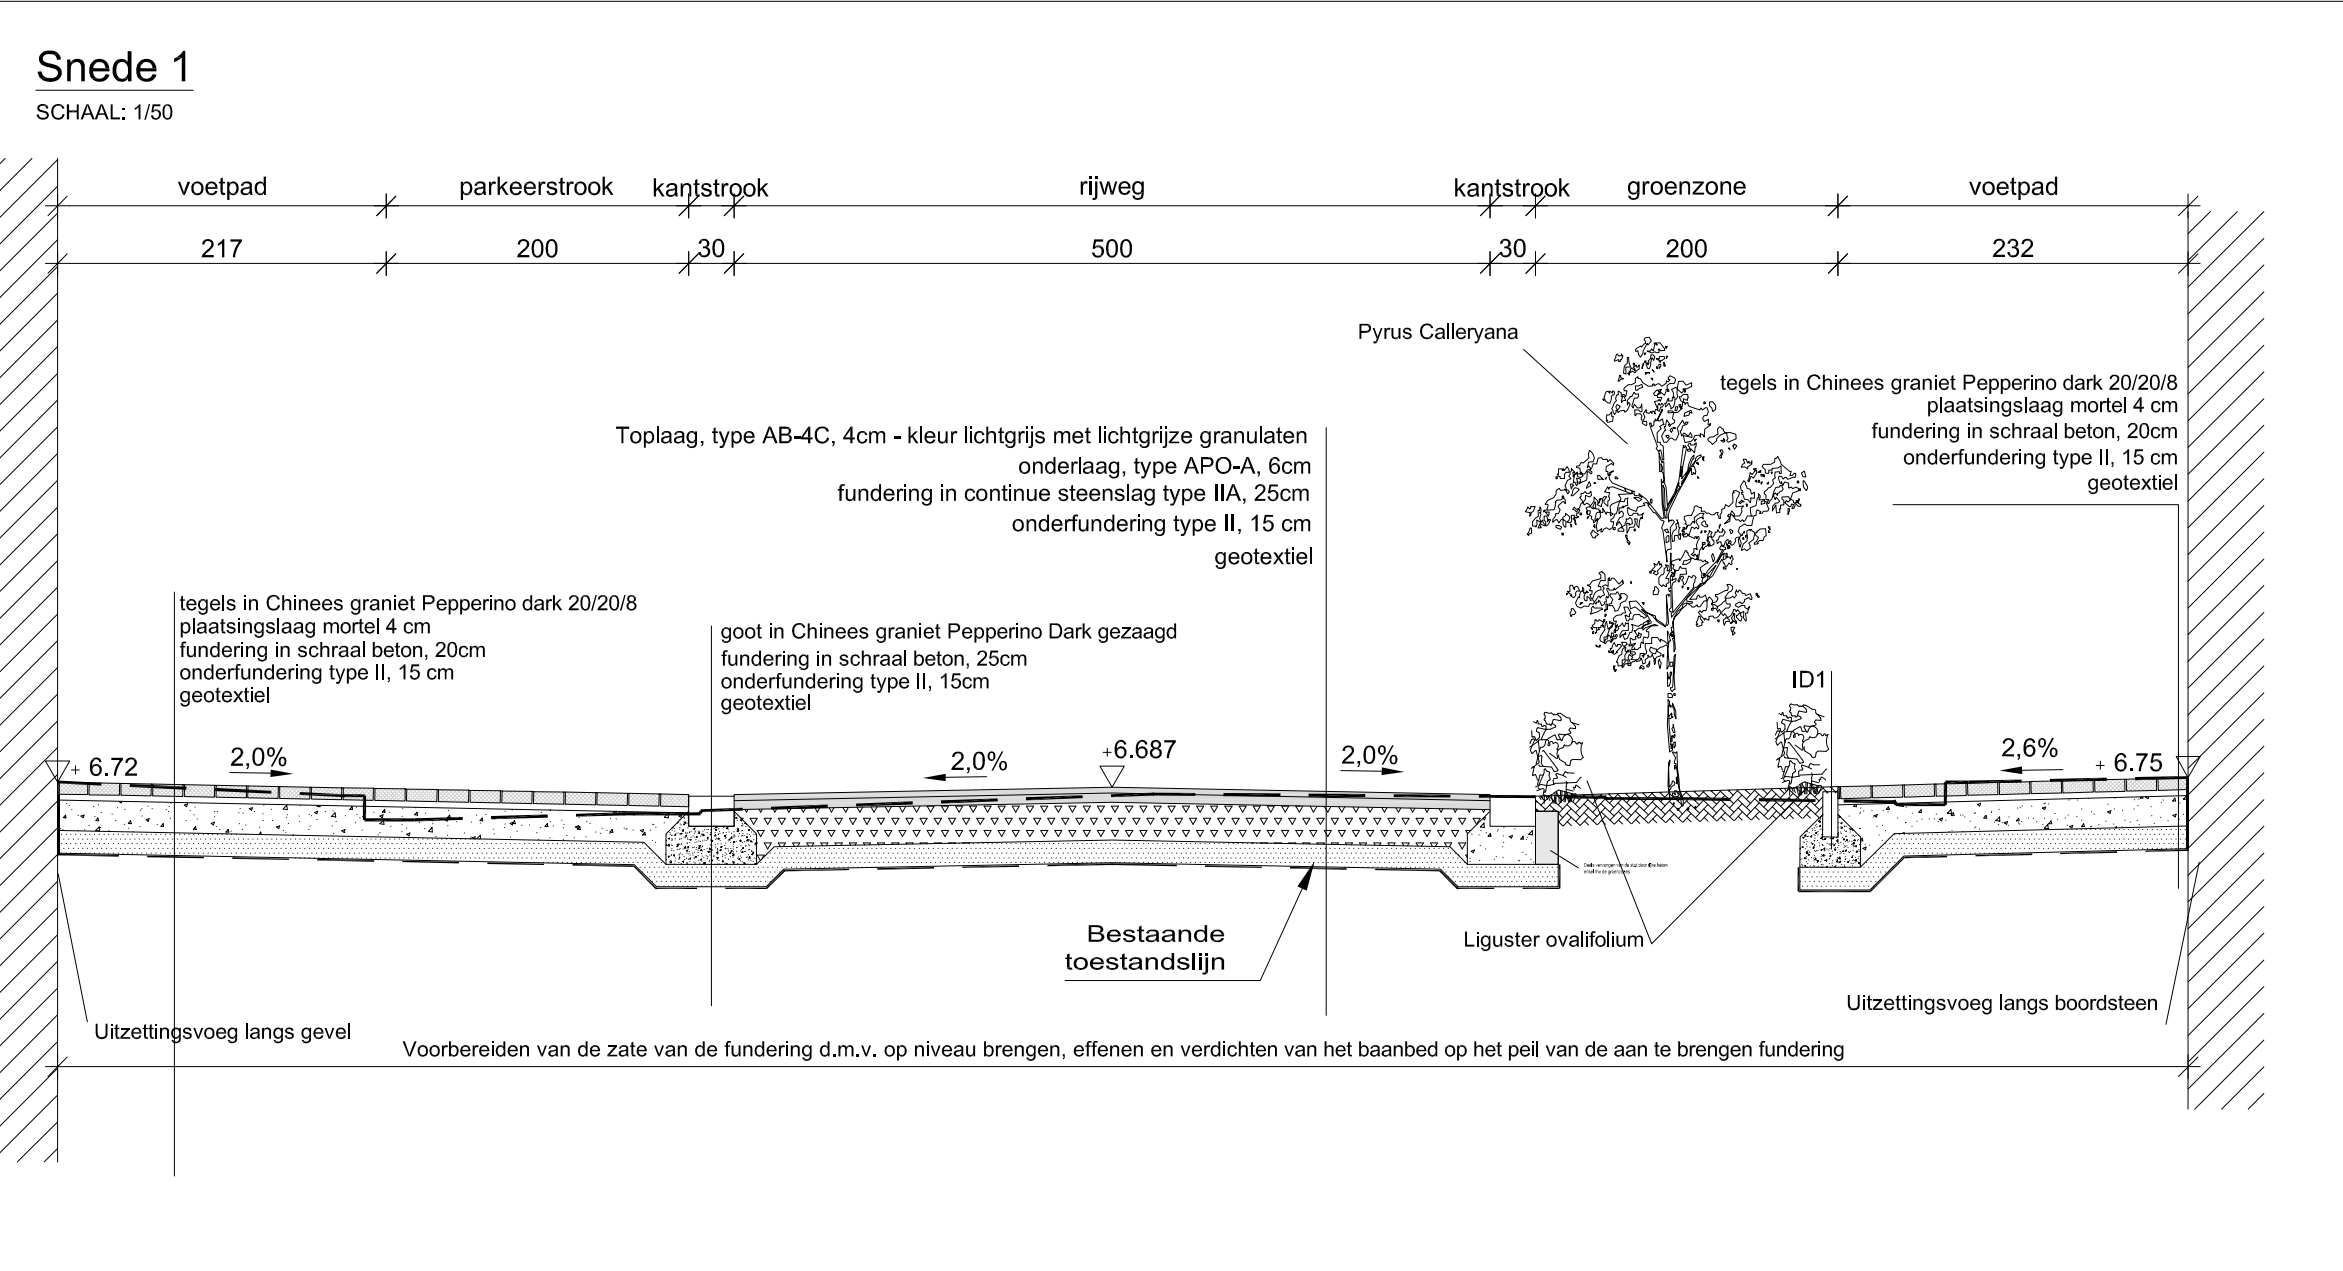 Snede 1
SCHAAL: 1/50
voetpad
parkeerstrook
kantstrook
rijweg
kantstrook
groenzone
voetpad
217
200
30
500
30
200
232
Pyrus Calleryana
tegels in Chinees graniet Pepperino dark 20/20/8
plaatsingslaag mortel 4 cm
fundering in schraal beton, 20cm
onderfundering type II, 15 cm
geotextiel
Toplaag, type AB-4C, 4cm - kleur lichtgrijs met lichtgrijze granulaten
onderlaag, type APO-A, 6cm
fundering in continue steenslag type IIA, 25cm
onderfundering type II, 15 cm
geotextiel
tegels in Chinees graniet Pepperino dark 20/20/8
plaatsingslaag mortel 4 cm
fundering in schraal beton, 20cm
onderfundering type II, 15 cm
geotextiel
goot in Chinees graniet Pepperino Dark gezaagd
fundering in schraal beton, 25cm
onderfundering type II, 15cm
geotextiel
ID1
+ 6.72
2,0%
2,0%
+6.687
2,0%
2,6%
+ 6.75
Bestaande
toestandslijn
Liguster ovalifolium
Uitzettingsvoeg langs gevel
Uitzettingsvoeg langs boordsteen
Voorbereiden van de zate van de fundering d.m.v. op niveau brengen, effenen en verdichten van het baanbed op het peil van de aan te brengen fundering